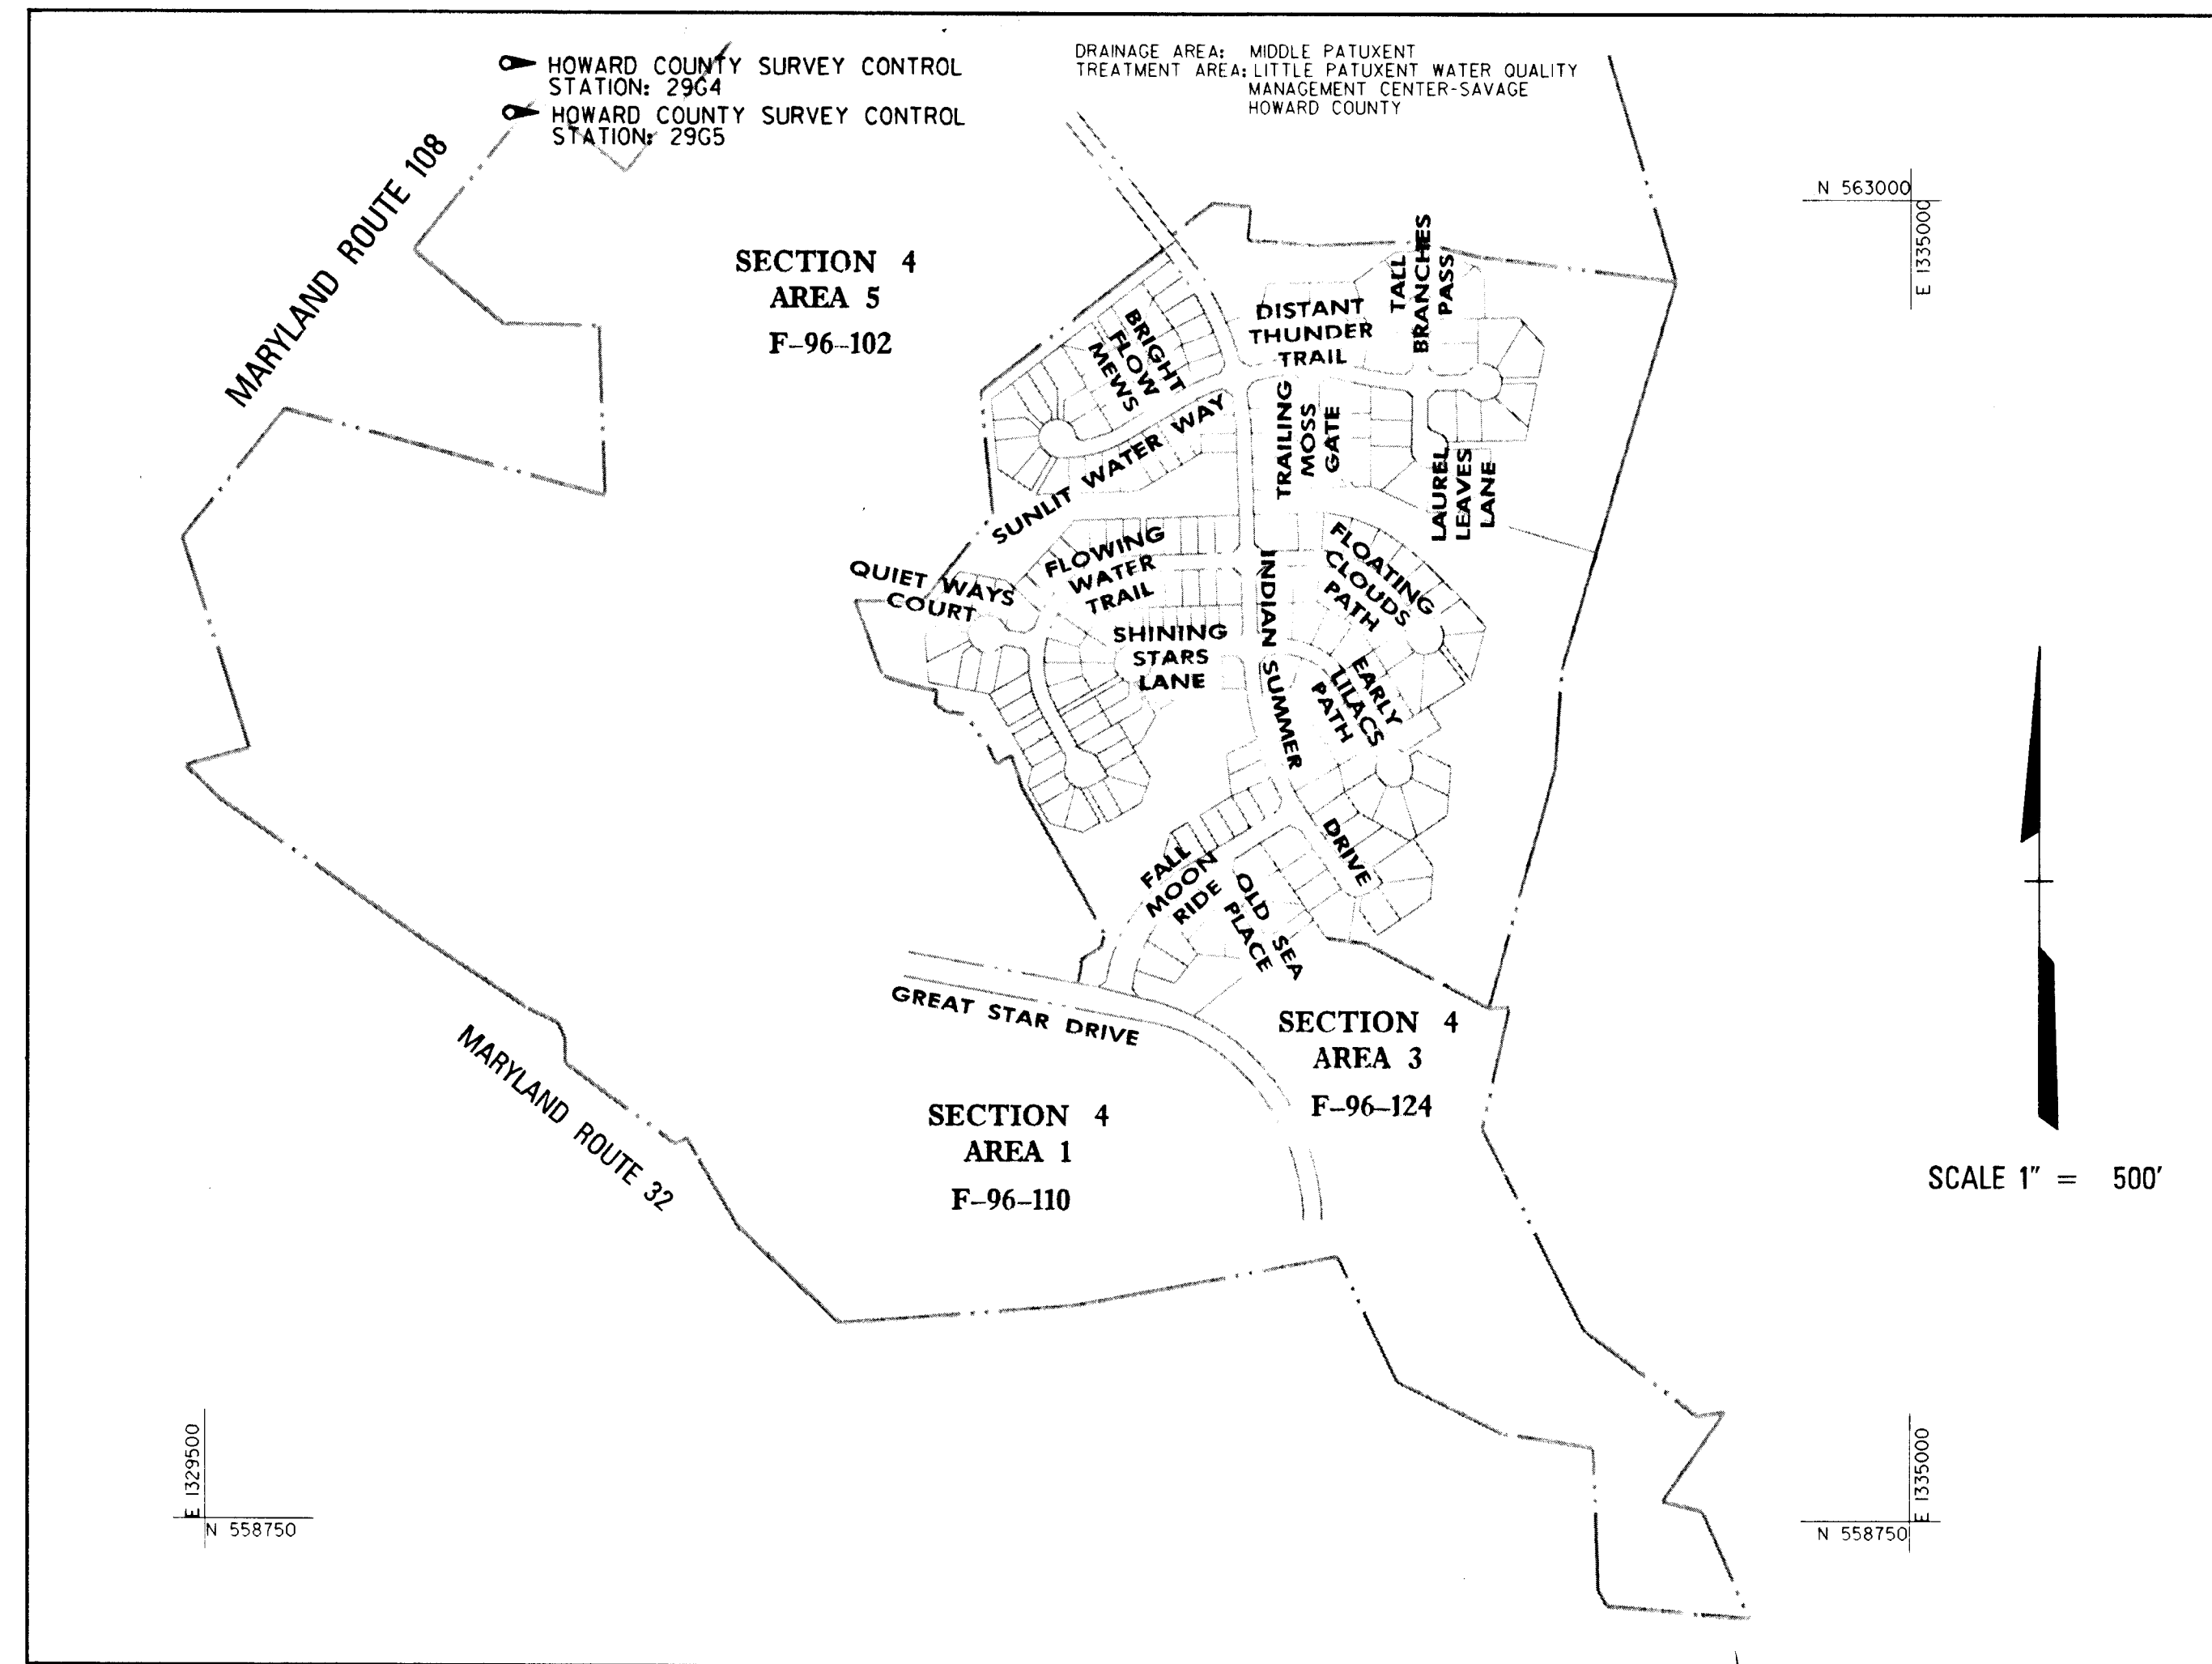 HOWARD COUNTY SURVEY CONTROL
STATION: 29G4
HOWARD COUNTY SURVEY CONTROL
STATION: 29G5
DRAINAGE AREA: MIDDLE PATUXENT
TREATMENT AREA: LITTLE PATUXENT WATER QUALITY
MANAGEMENT CENTER-SAVAGE
HOWARD COUNTY
MARYLAND ROUTE 108
N 563000
E 1335000
SECTION 4
AREA 5
F-96-102
TALL
BRANCHES
PASS
DISTANT
THUNDER
TRAIL
BRIGHT
FLOW
MEWS
SUNLIT WATER WAY
TRAILING
MOSS
GATE
LAUREL
LEAVES
LANE
QUIET WAYS
COURT
FLOWING
WATER
TRAIL
FLOATING
CLOUDS
PATH
SHINING
STARS
LANE
INDIAN SUMMER DRIVE
EARLY
LILACS
PATH
FALL
MOON
RIDE
OLD SEA
PLACE
GREAT STAR DRIVE
SECTION 4
AREA 3
F-96-124
MARYLAND ROUTE 32
SECTION 4
AREA 1
F-96-110
SCALE 1" = 500'
E 1329500
N 558750
E 1335000
N 558750